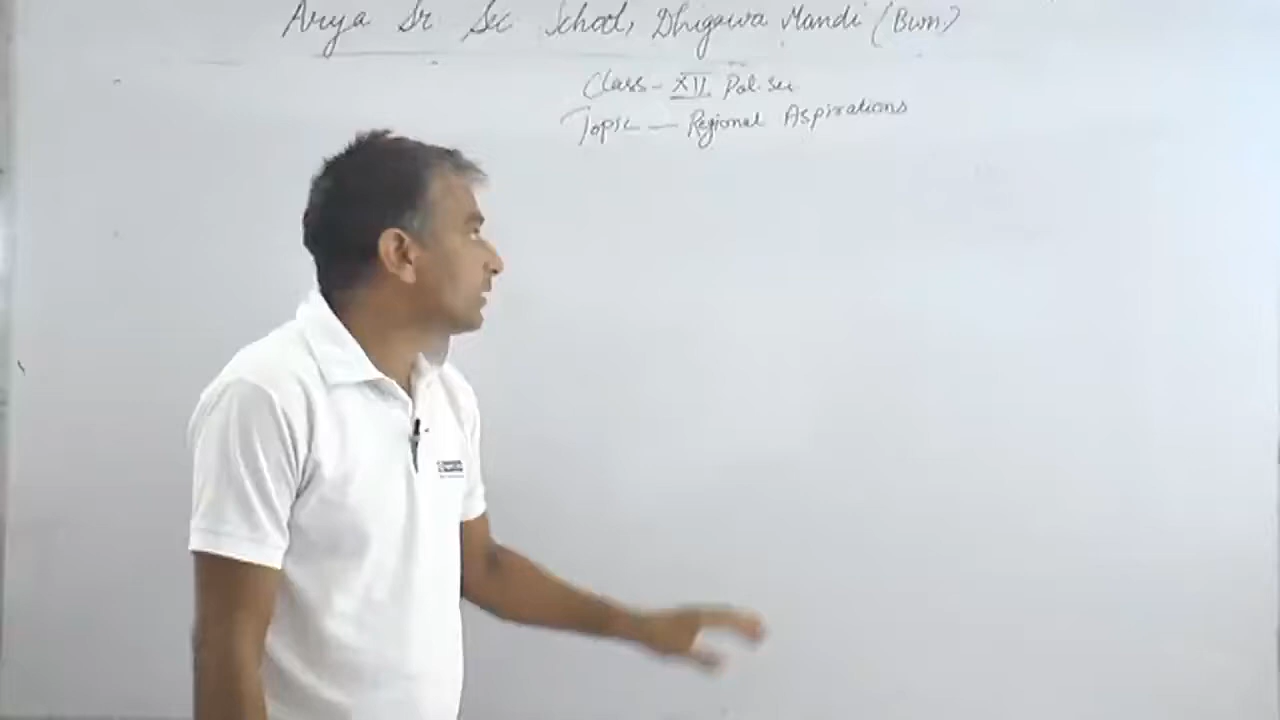 Arya Sr. Sec School, Dhigawa Mandi (Bwn)
Class - XII Pol. Sci
Topic — Regional Aspirations